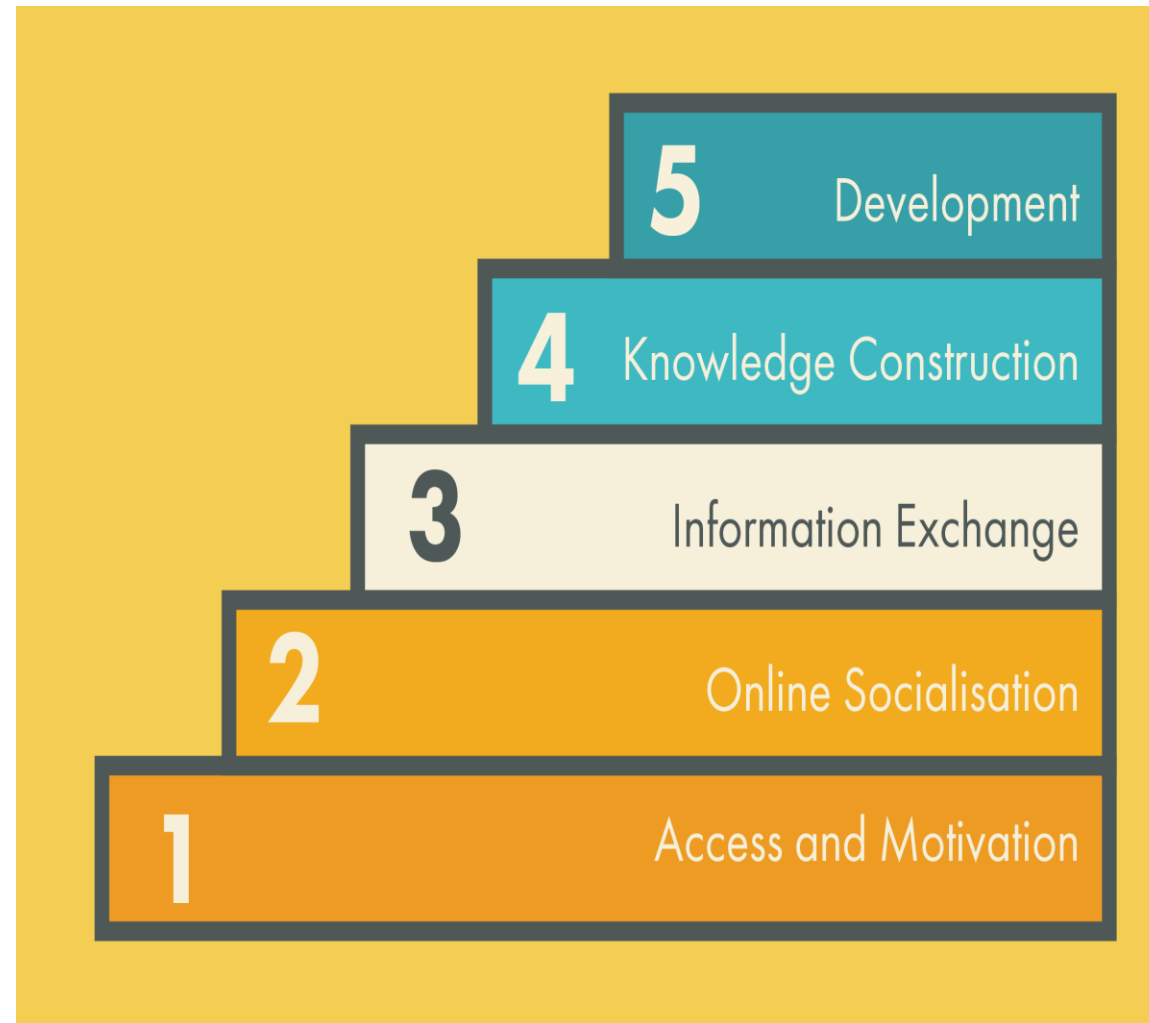 5 Development
4 Knowledge Construction
3 Information Exchange
2 Online Socialisation
1 Access and Motivation